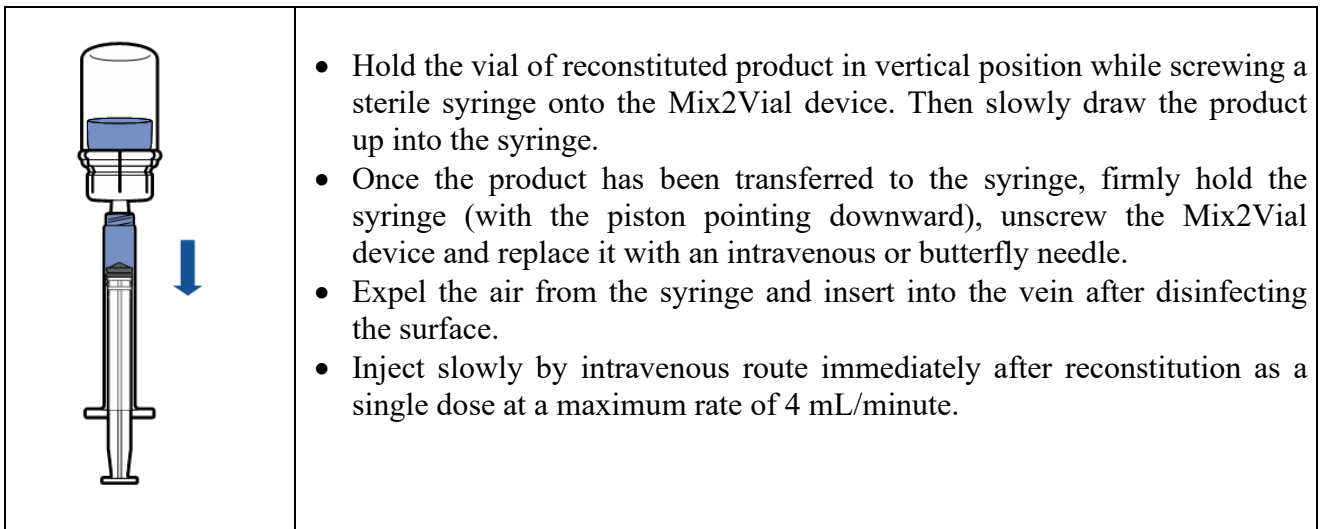 • Hold the vial of reconstituted product in vertical position while screwing a
sterile syringe onto the Mix2Vial device. Then slowly draw the product
up into the syringe.
• Once the product has been transferred to the syringe, firmly hold the
syringe (with the piston pointing downward), unscrew the Mix2Vial
device and replace it with an intravenous or butterfly needle.
• Expel the air from the syringe and insert into the vein after disinfecting
the surface.
• Inject slowly by intravenous route immediately after reconstitution as a
single dose at a maximum rate of 4 mL/minute.